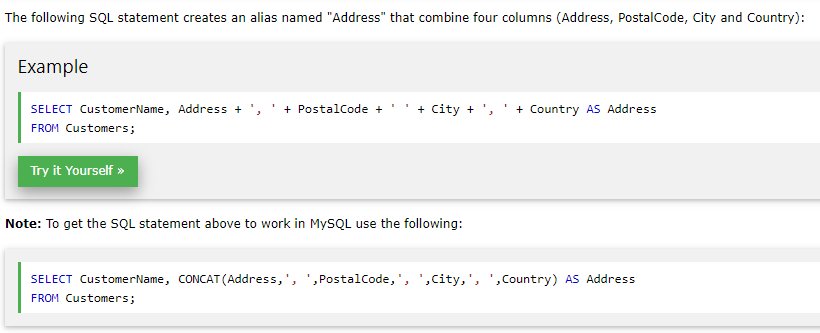 The following SQL statement creates an alias named "Address" that combine four columns (Address, PostalCode, City and Country):
Example
SELECT CustomerName, Address + ', ' + PostalCode + ' ' + City + ', ' + Country AS Address
FROM Customers;
Try it Yourself »
Note: To get the SQL statement above to work in MySQL use the following:
SELECT CustomerName, CONCAT(Address,', ',PostalCode,', ',City,', ',Country) AS Address
FROM Customers;